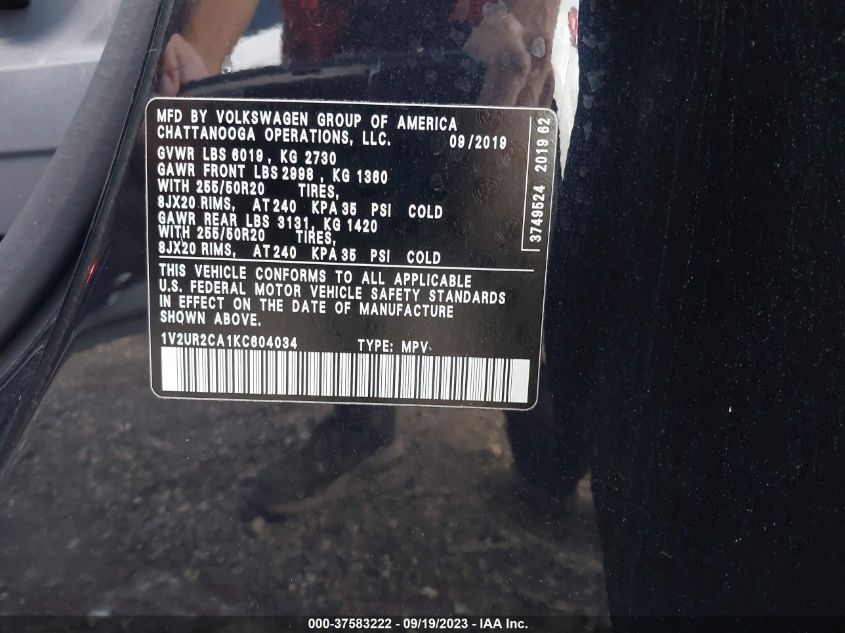 MFD BY VOLKSWAGEN GROUP OF AMERICA
CHATTANOOGA OPERATIONS, LLC. 09/2019
GVWR LBS 6019 , KG 2730
GAWR FRONT LBS 2998 , KG 1360
WITH 255/50R20 TIRES,
8JX20 RIMS, AT 240 KPA 35 PSI COLD
GAWR REAR LBS 3131, KG 1420
WITH 255/50R20 TIRES,
8JX20 RIMS, AT 240 KPA 35 PSI COLD
THIS VEHICLE CONFORMS TO ALL APPLICABLE
U.S. FEDERAL MOTOR VEHICLE SAFETY STANDARDS
IN EFFECT ON THE DATE OF MANUFACTURE
SHOWN ABOVE.
1V2UR2CA1KC604034 TYPE: MPV
3749524 2019 62
000-37583222 - 09/19/2023 - IAA Inc.